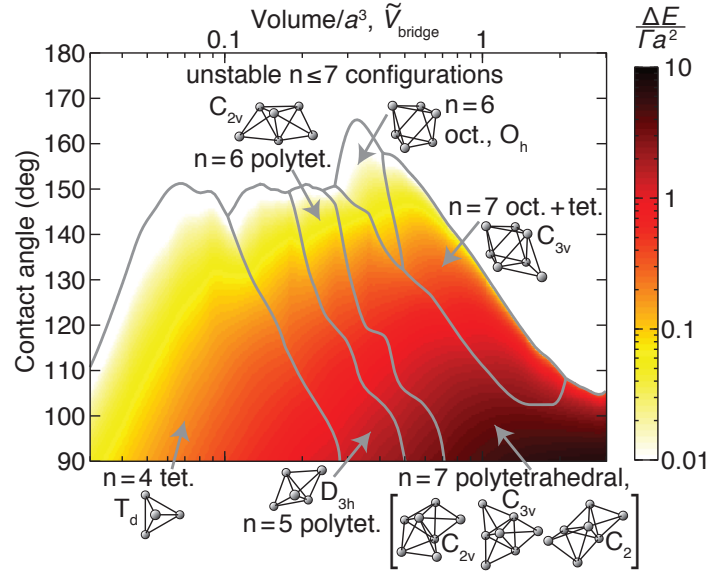 Volume/a³, Ṽ_bridge
0.1 1
ΔE
Γa²
180
170
160
150
140
130
120
110
100
90
Contact angle (deg)
unstable n≤7 configurations
C₂ᵥ
n=6 polytet.
n=6
oct., Oₕ
n=7 oct.+tet.
C₃ᵥ
10
1
0.1
0.01
n=4 tet.
T_d
D₃ₕ
n=5 polytet.
n=7 polytetrahedral,
[ C₂ᵥ C₃ᵥ C₂ ]